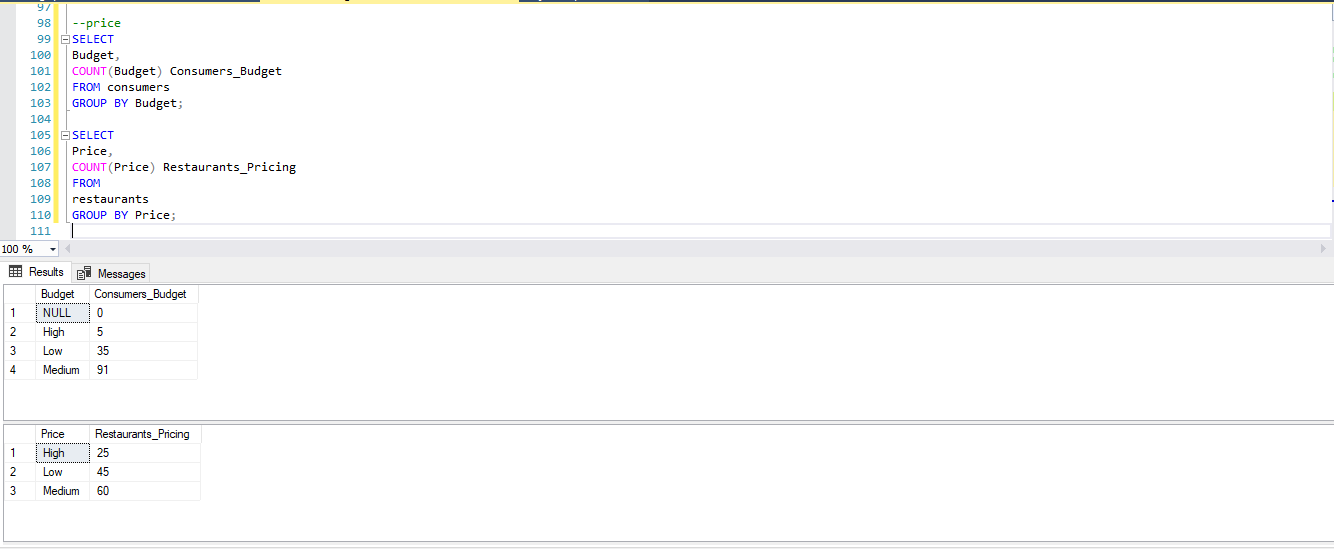 97
98 --price
99 SELECT
100 Budget,
101 COUNT(Budget) Consumers_Budget
102 FROM consumers
103 GROUP BY Budget;
104
105 SELECT
106 Price,
107 COUNT(Price) Restaurants_Pricing
108 FROM
109 restaurants
110 GROUP BY Price;
111
100 %
Results Messages
Budget Consumers_Budget
1 NULL 0
2 High 5
3 Low 35
4 Medium 91
Price Restaurants_Pricing
1 High 25
2 Low 45
3 Medium 60